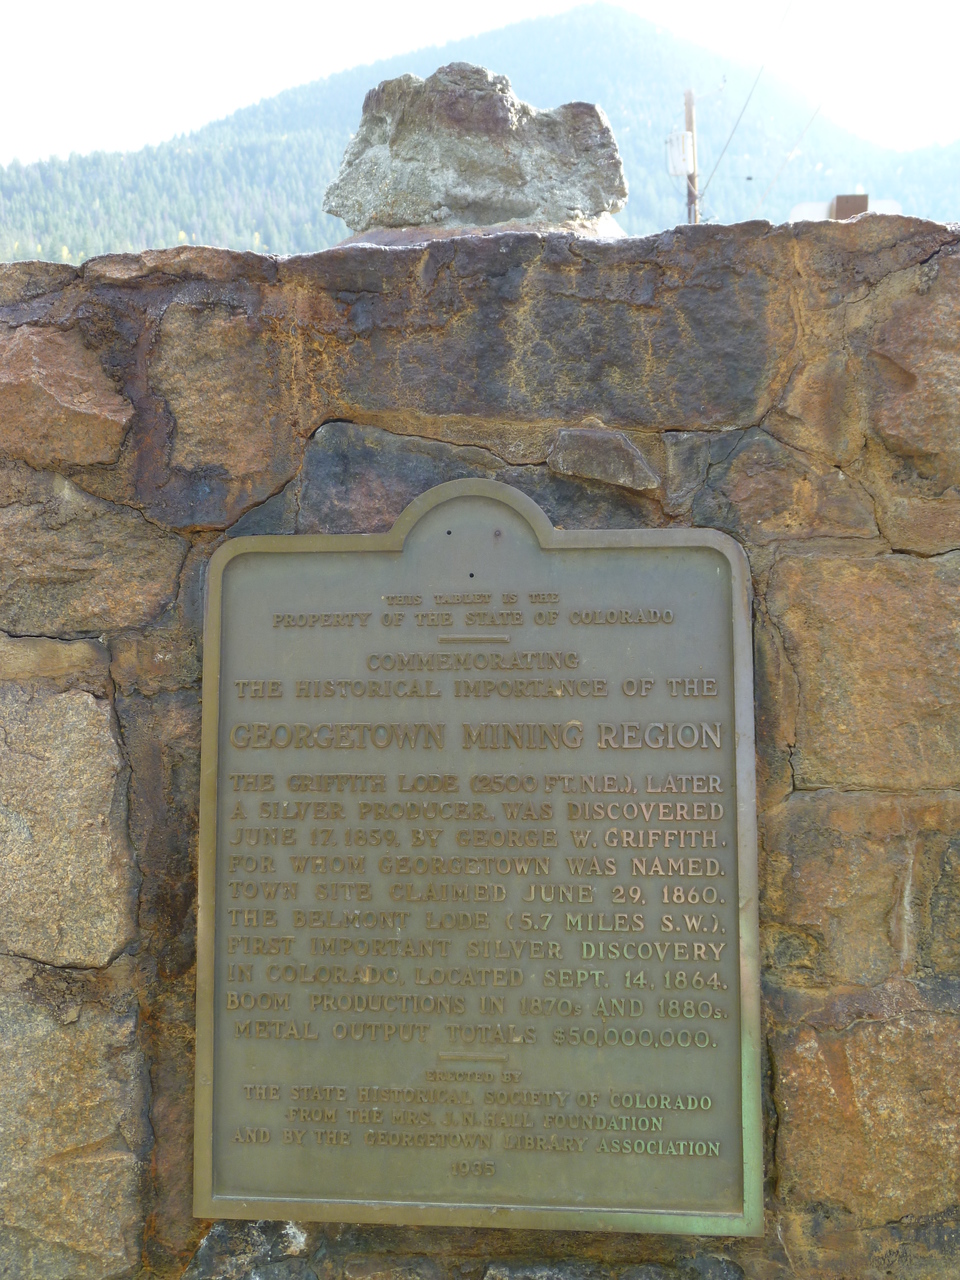 THIS TABLET IS THE
PROPERTY OF THE STATE OF COLORADO
COMMEMORATING
THE HISTORICAL IMPORTANCE OF THE
GEORGETOWN MINING REGION
THE GRIFFITH LODE (2500 FT. N.E.), LATER
A SILVER PRODUCER, WAS DISCOVERED
JUNE 17, 1859, BY GEORGE W. GRIFFITH,
FOR WHOM GEORGETOWN WAS NAMED.
TOWN SITE CLAIMED JUNE 29, 1860.
THE BELMONT LODE (5.7 MILES S.W.),
FIRST IMPORTANT SILVER DISCOVERY
IN COLORADO, LOCATED SEPT. 14, 1864.
BOOM PRODUCTIONS IN 1870s AND 1880s.
METAL OUTPUT TOTALS $50,000,000.
ERECTED BY
THE STATE HISTORICAL SOCIETY OF COLORADO
FROM THE MRS. J. N. HALL FOUNDATION
AND BY THE GEORGETOWN LIBRARY ASSOCIATION
1935